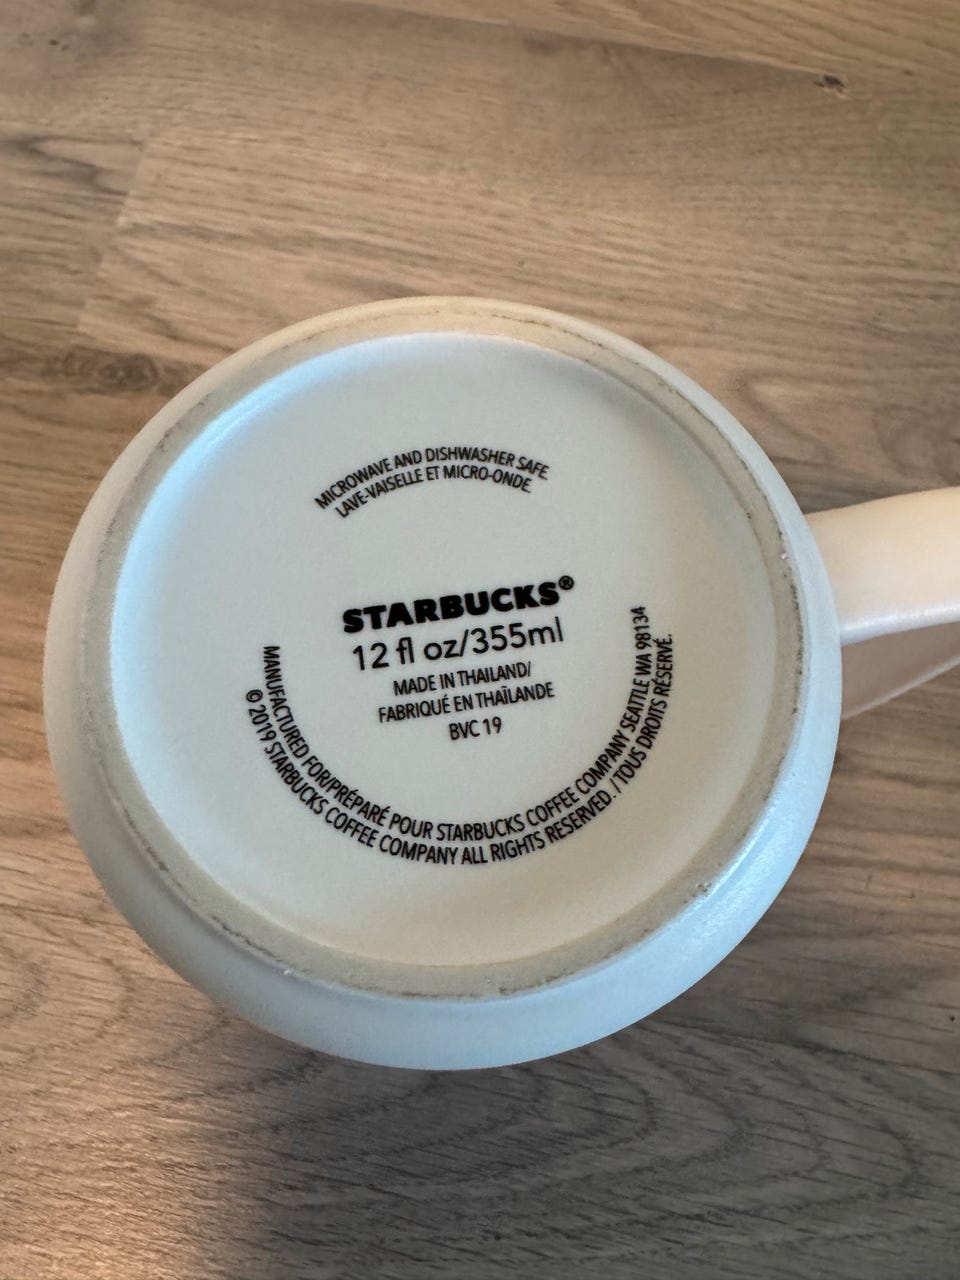 MICROWAVE AND DISHWASHER SAFE.
LAVE-VAISELLE ET MICRO-ONDE.
STARBUCKS®
12 fl oz/355ml
MADE IN THAILAND/
FABRIQUÉ EN THAÏLANDE
BVC 19
MANUFACTURED FOR/PRÉPARÉ POUR STARBUCKS COFFEE COMPANY SEATTLE WA 98134
© 2019 STARBUCKS COFFEE COMPANY ALL RIGHTS RESERVED. / TOUS DROITS RÉSERVÉ.